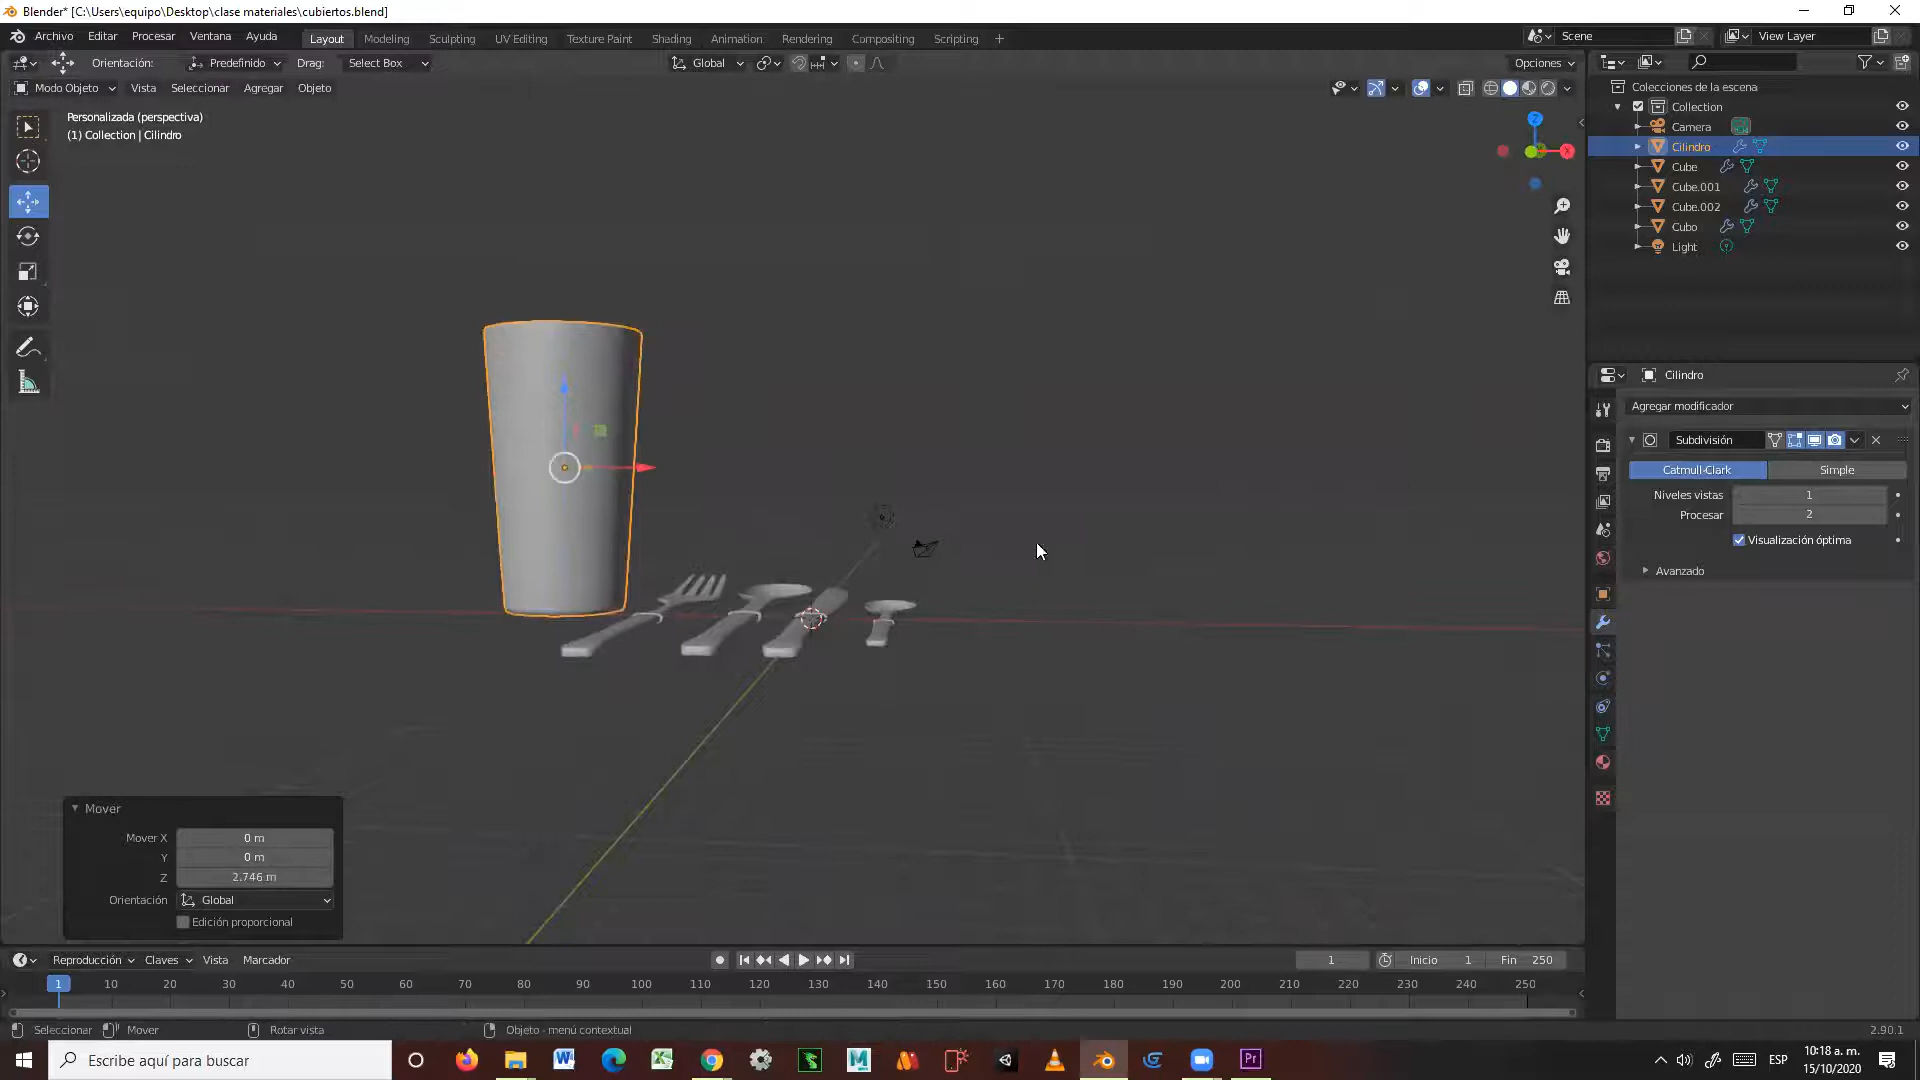 Blender* [C:\Users\equipo\Desktop\clase materiales\cubiertos.blend]
Archivo Editar Procesar Ventana Ayuda Layout Modeling Sculpting UV Editing Texture Paint Shading Animation Rendering Compositing Scripting + Scene View Layer
Orientación: Predefinido Drag: Select Box Global Opciones
Modo Objeto Vista Seleccionar Agregar Objeto
Personalizada (perspectiva)
(1) Collection | Cilindro
Z
X
Colecciones de la escena
Collection
Camera
Cilindro
Cube
Cube.001
Cube.002
Cubo
Light
Cilindro
Agregar modificador
Subdivisión
Catmull-Clark Simple
Niveles vistas 1
Procesar 2
Visualización óptima
Avanzado
Mover
Mover X 0 m
Y 0 m
Z 2.746 m
Orientación Global
Edición proporcional
Reproducción Claves Vista Marcador 1 Inicio 1 Fin 250
1 10 20 30 40 50 60 70 80 90 100 110 120 130 140 150 160 170 180 190 200 210 220 230 240 250
Seleccionar Mover Rotar vista Objeto - menú contextual 2.90.1
Escribe aquí para buscar
ESP
10:18 a. m.
15/10/2020